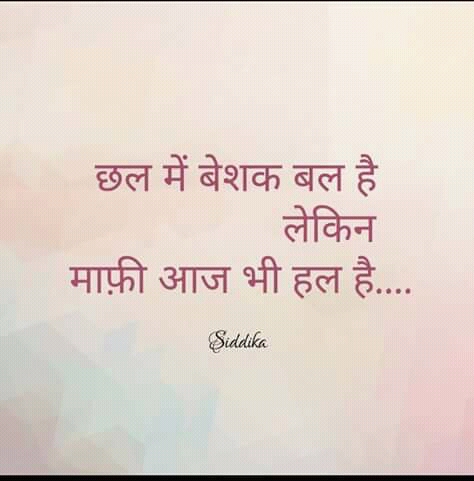 छल में बेशक बल है
लेकिन
माफ़ी आज भी हल है....
Siddika